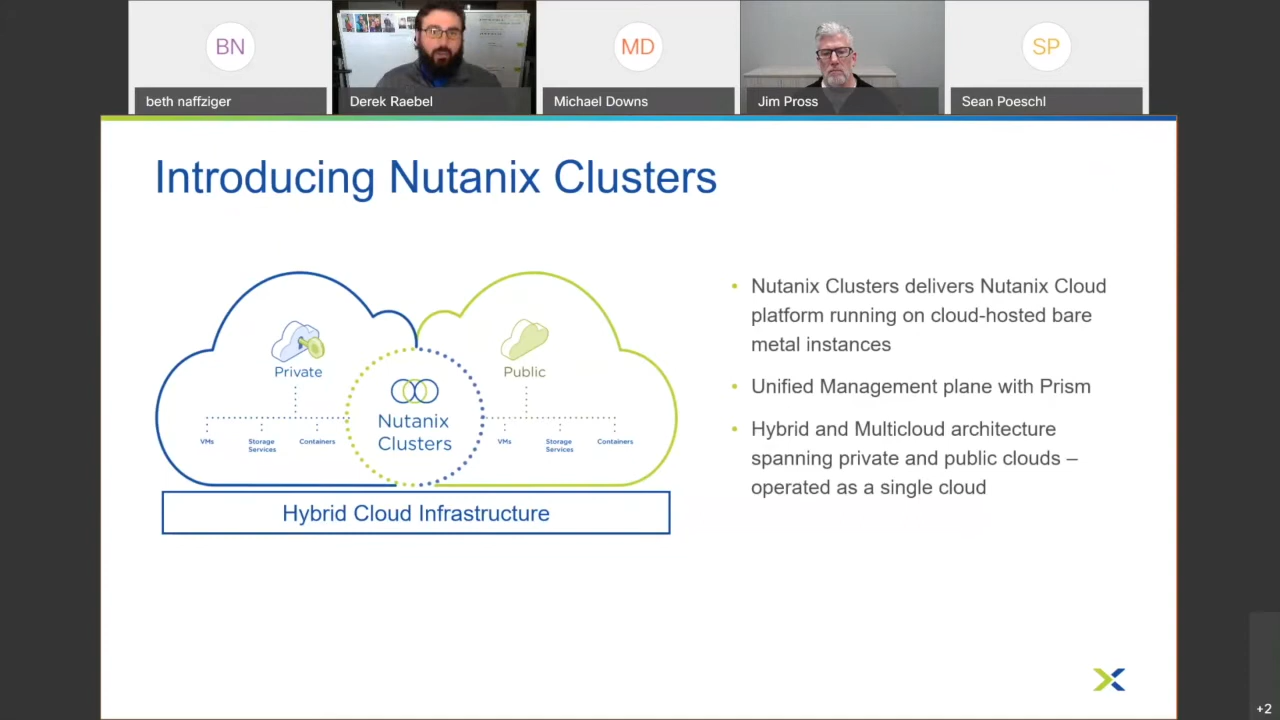 BN
MD
SP
beth naffziger
Derek Raebel
Michael Downs
Jim Pross
Sean Poeschl
Introducing Nutanix Clusters
Private
Public
Nutanix
Clusters
VMs
Storage
Services
Containers
VMs
Storage
Services
Containers
Hybrid Cloud Infrastructure
• Nutanix Clusters delivers Nutanix Cloud
platform running on cloud-hosted bare
metal instances
• Unified Management plane with Prism
• Hybrid and Multicloud architecture
spanning private and public clouds –
operated as a single cloud
+2